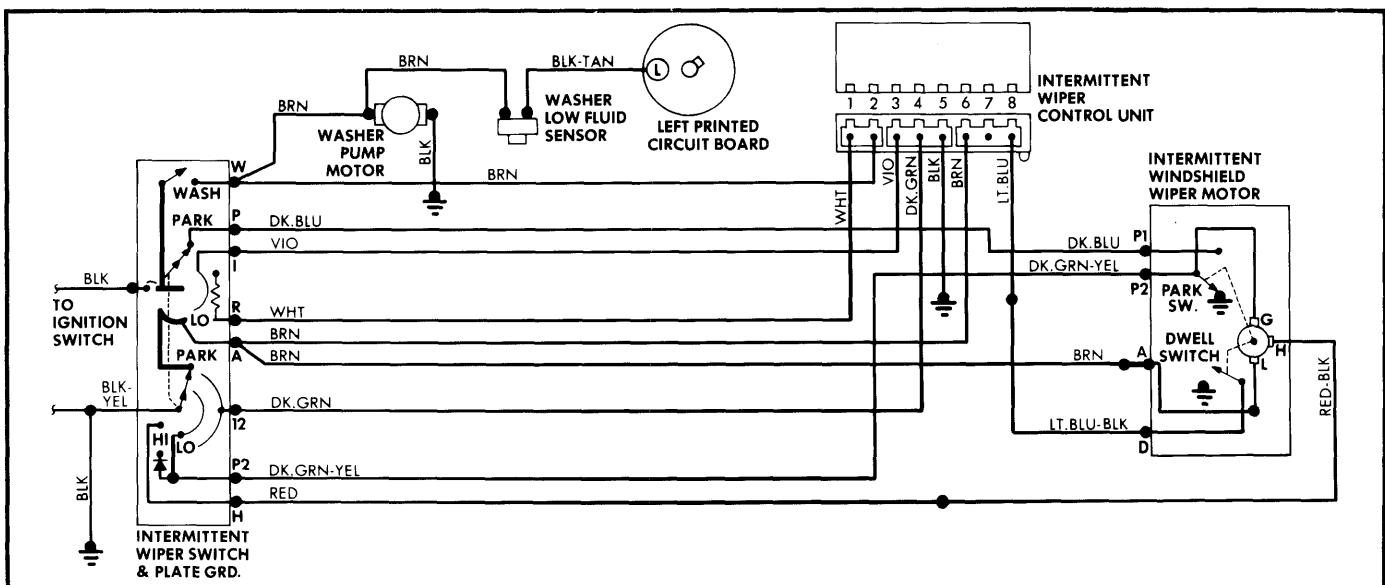 BRN
BLK-TAN
L
BRN
BLK
WASHER
PUMP
MOTOR
WASHER
LOW FLUID
SENSOR
LEFT PRINTED
CIRCUIT BOARD
1 2 3 4 5 6 7 8
INTERMITTENT
WIPER
CONTROL UNIT
WHT
VIO
DK.GRN
BLK
BRN
LT.BLU
INTERMITTENT
WINDSHIELD
WIPER MOTOR
W
WASH
BRN
PARK
P
DK.BLU
I
VIO
DK.BLU
P1
DK.GRN-YEL
P2
PARK
SW.
BLK
TO
IGNITION
SWITCH
LO
R
WHT
BRN
A
BRN
BRN
A
G
H
L
DWELL
SWITCH
RED-BLK
PARK
BLK-
YEL
DK.GRN
12
HI
LO
LT.BLU-BLK
D
P2
DK.GRN-YEL
RED
H
BLK
INTERMITTENT
WIPER SWITCH
& PLATE GRD.